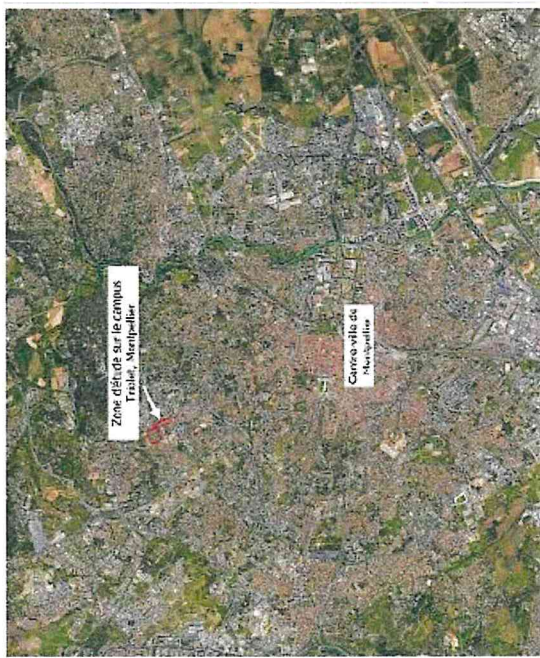 Zone d'étude sur le campus
Triolet, Montpellier
Centre-ville de
Montpellier